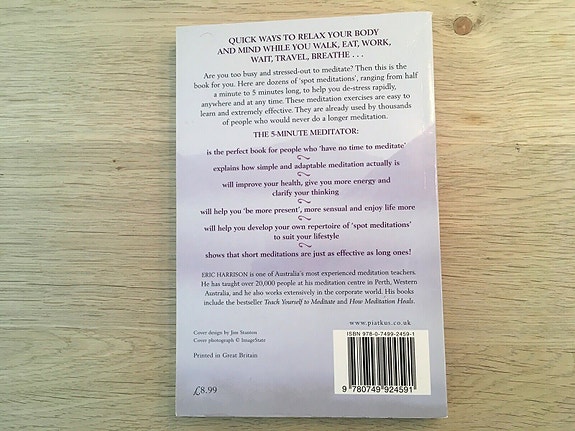 QUICK WAYS TO RELAX YOUR BODY
AND MIND WHILE YOU WALK, EAT, WORK,
WAIT, TRAVEL, BREATHE . . .
Are you too busy and stressed-out to meditate? Then this is the
book for you. Here are dozens of 'spot meditations', ranging from half
a minute to 5 minutes long, to help you de-stress rapidly,
anywhere and at any time. These meditation exercises are easy to
learn and extremely effective. They are already used by thousands
of people who would never do a longer meditation.
THE 5-MINUTE MEDITATOR:
is the perfect book for people who 'have no time to meditate'
explains how simple and adaptable meditation actually is
will improve your health, give you more energy and
clarify your thinking
will help you 'be more present', more sensual and enjoy life more
will help you develop your own repertoire of 'spot meditations'
to suit your lifestyle
shows that short meditations are just as effective as long ones!
ERIC HARRISON is one of Australia's most experienced meditation teachers.
He has taught over 20,000 people at his meditation centre in Perth, Western
Australia, and he also works extensively in the corporate world. His books
include the bestseller Teach Yourself to Meditate and How Meditation Heals.
www.piatkus.co.uk
Cover design by Jim Stanton
Cover photograph © ImageState
Printed in Great Britain
£8.99
ISBN 978-0-7499-2459-1
9 780749 924591